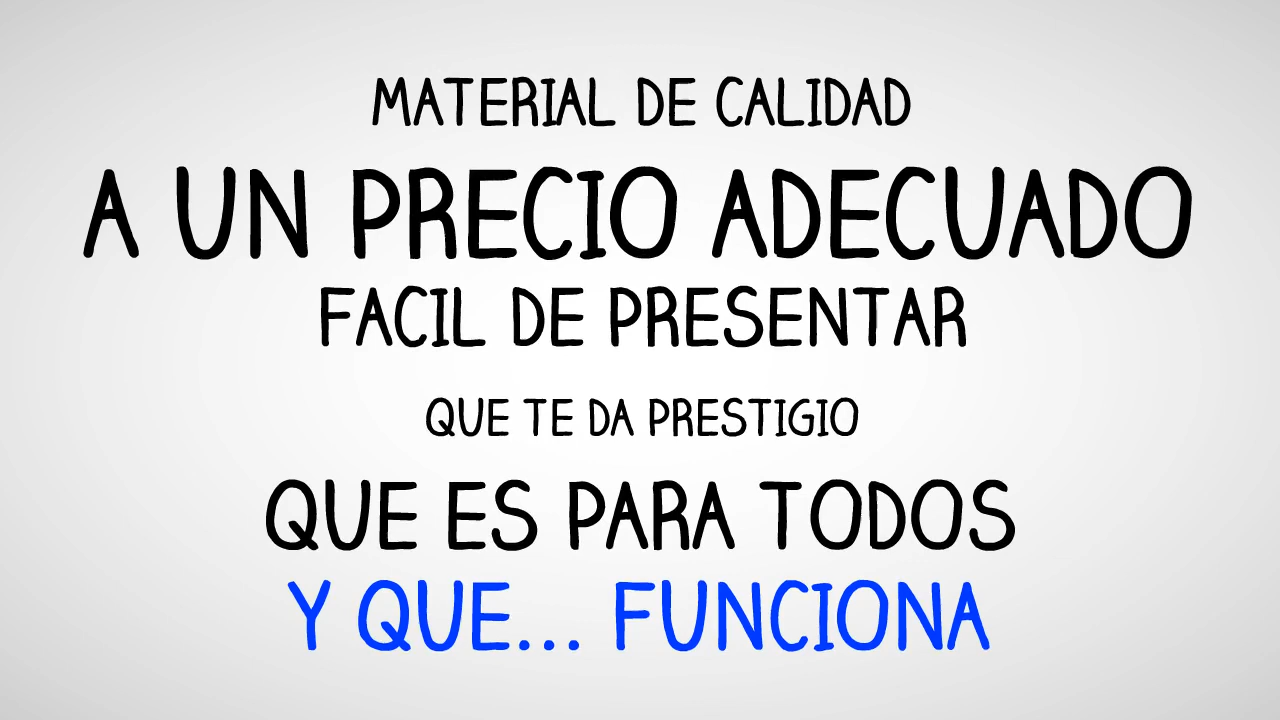 MATERIAL DE CALIDAD
A UN PRECIO ADECUADO
FACIL DE PRESENTAR
QUE TE DA PRESTIGIO
QUE ES PARA TODOS
Y QUE... FUNCIONA